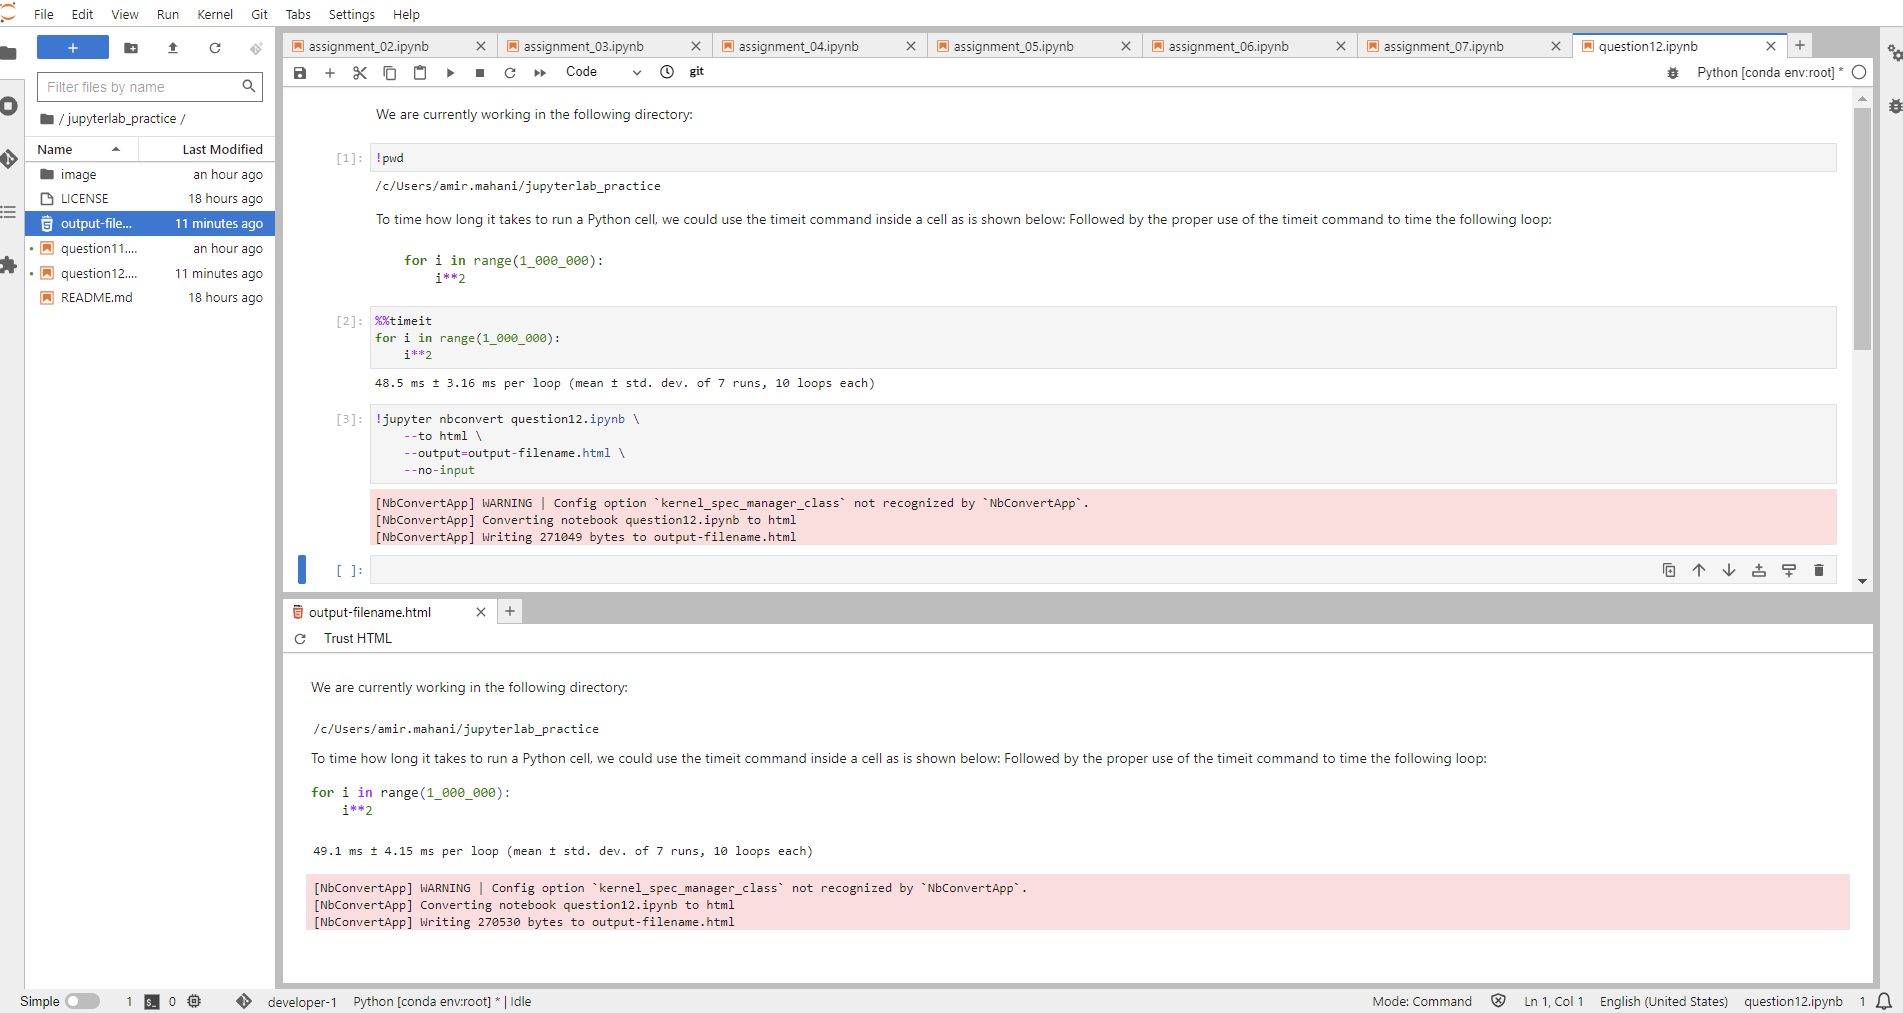 File Edit View Run Kernel Git Tabs Settings Help
+
Filter files by name
/ jupyterlab_practice /
Name Last Modified
image an hour ago
LICENSE 18 hours ago
output-file... 11 minutes ago
question11.... an hour ago
question12.... 11 minutes ago
README.md 18 hours ago
assignment_02.ipynb assignment_03.ipynb assignment_04.ipynb assignment_05.ipynb assignment_06.ipynb assignment_07.ipynb question12.ipynb
Code git Python [conda env:root] *
We are currently working in the following directory:
[1]: !pwd
/c/Users/amir.mahani/jupyterlab_practice
To time how long it takes to run a Python cell, we could use the timeit command inside a cell as is shown below: Followed by the proper use of the timeit command to time the following loop:
for i in range(1_000_000):
i**2
[2]: %%timeit
for i in range(1_000_000):
i**2
48.5 ms ± 3.16 ms per loop (mean ± std. dev. of 7 runs, 10 loops each)
[3]: !jupyter nbconvert question12.ipynb \
--to html \
--output=output-filename.html \
--no-input
[NbConvertApp] WARNING | Config option `kernel_spec_manager_class` not recognized by `NbConvertApp`.
[NbConvertApp] Converting notebook question12.ipynb to html
[NbConvertApp] Writing 271049 bytes to output-filename.html
[ ]:
output-filename.html
Trust HTML
We are currently working in the following directory:
/c/Users/amir.mahani/jupyterlab_practice
To time how long it takes to run a Python cell, we could use the timeit command inside a cell as is shown below: Followed by the proper use of the timeit command to time the following loop:
for i in range(1_000_000):
i**2
49.1 ms ± 4.15 ms per loop (mean ± std. dev. of 7 runs, 10 loops each)
[NbConvertApp] WARNING | Config option `kernel_spec_manager_class` not recognized by `NbConvertApp`.
[NbConvertApp] Converting notebook question12.ipynb to html
[NbConvertApp] Writing 270530 bytes to output-filename.html
Simple 1 $_ 0 developer-1 Python [conda env:root] * | Idle Mode: Command Ln 1, Col 1 English (United States) question12.ipynb 1